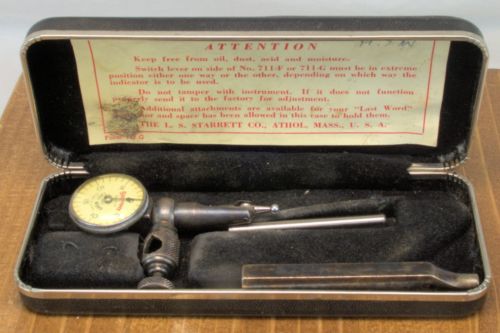 ATTENTION
Keep free from oil, dust, acid and moisture.
Switch lever on side of No. 711-F or 711-G must be in extreme
position either one way or the other, depending on which way the
indicator is to be used.
Do not tamper with instrument. If it does not function
properly send it to the factory for adjustment.
Additional attachments are available for your "Last Word"
and space has been allowed in this case to hold them.
THE L. S. STARRETT CO., ATHOL, MASS., U. S. A.
Form